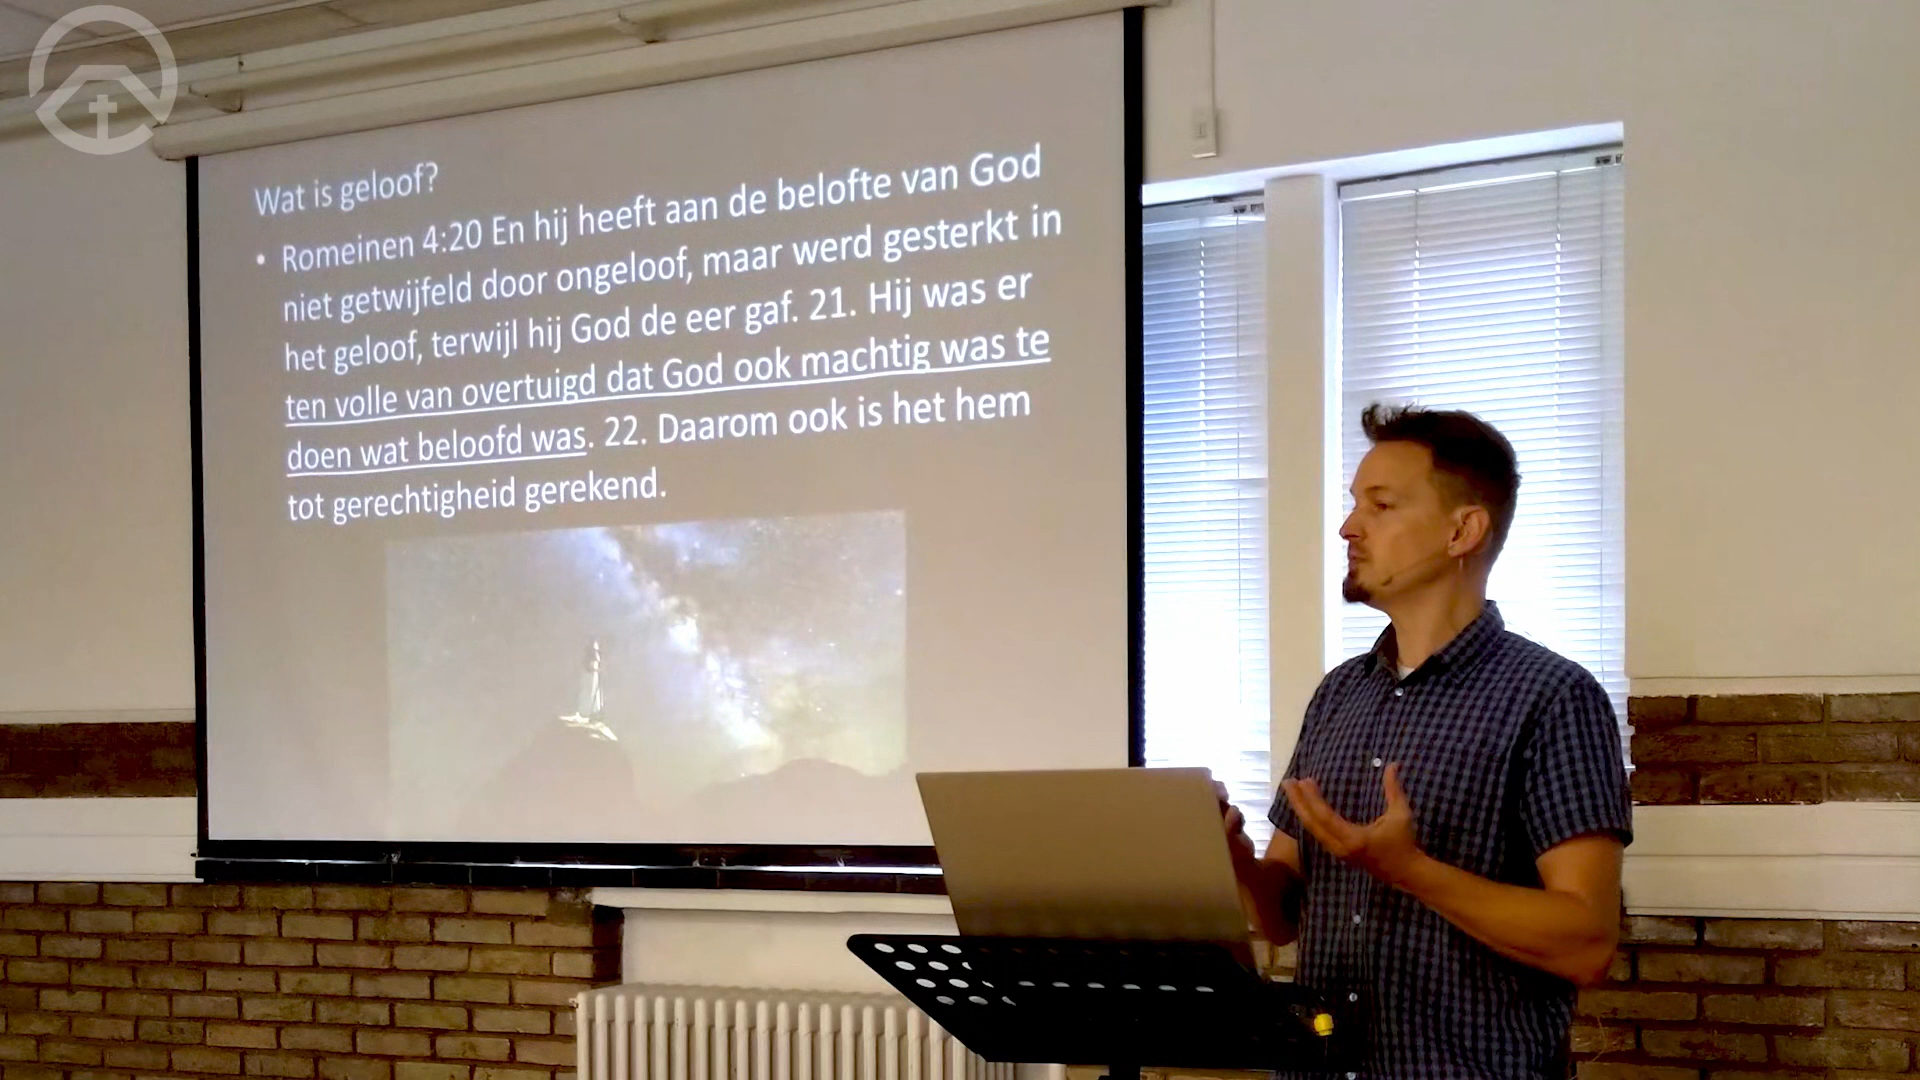 Wat is geloof?
• Romeinen 4:20 En hij heeft aan de belofte van God
niet getwijfeld door ongeloof, maar werd gesterkt in
het geloof, terwijl hij God de eer gaf. 21. Hij was er
ten volle van overtuigd dat God ook machtig was te
doen wat beloofd was. 22. Daarom ook is het hem
tot gerechtigheid gerekend.